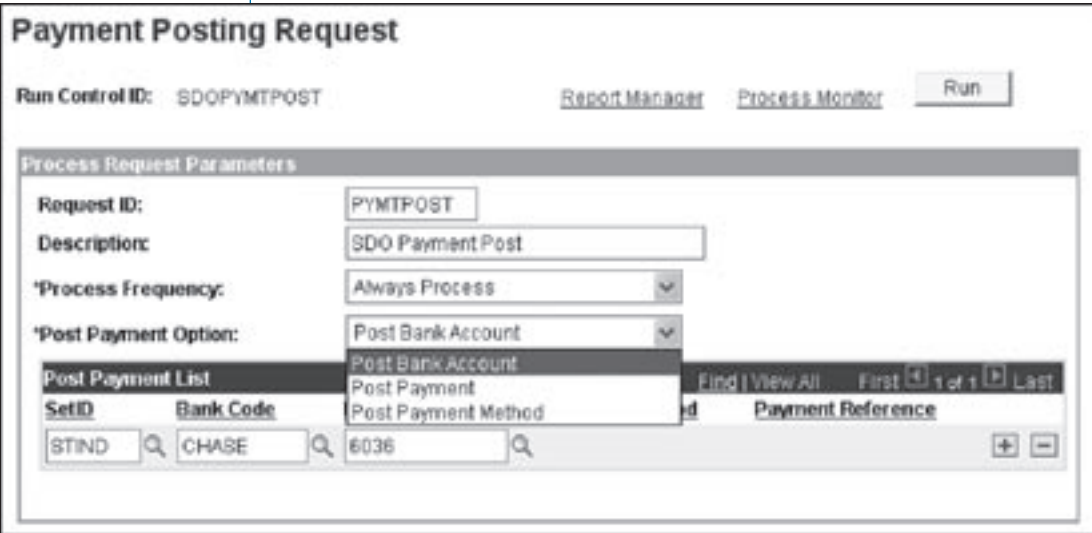 Payment Posting Request
Run Control ID: SDOPYMTPOST Report Manager Process Monitor Run
Process Request Parameters
Request ID: PYMTPOST
Description: SDO Payment Post
*Process Frequency: Always Process
*Post Payment Option: Post Bank Account
Post Bank Account
Post Payment
Post Payment Method
Post Payment List Find | View All First 1 of 1 Last
SetID Bank Code Payment Reference
STIND CHASE 6036